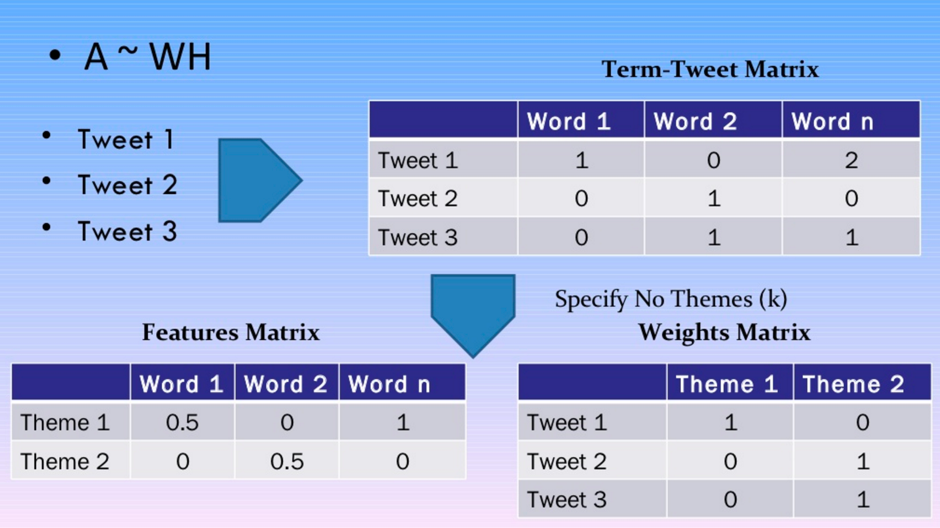 • A ~ WH
• Tweet 1
• Tweet 2
• Tweet 3
Term-Tweet Matrix
Word 1 Word 2 Word n
Tweet 1 1 0 2
Tweet 2 0 1 0
Tweet 3 0 1 1
Specify No Themes (k)
Features Matrix
Word 1 Word 2 Word n
Theme 1 0.5 0 1
Theme 2 0 0.5 0
Weights Matrix
Theme 1 Theme 2
Tweet 1 1 0
Tweet 2 0 1
Tweet 3 0 1